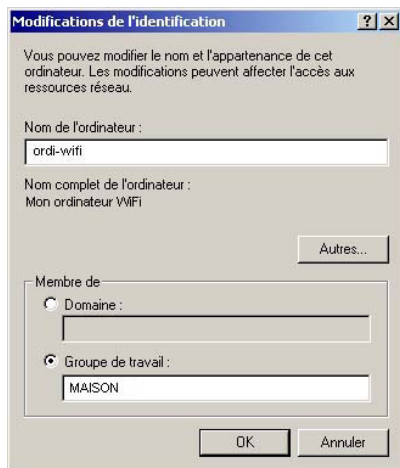 Modifications de l'identification
Vous pouvez modifier le nom et l'appartenance de cet
ordinateur. Les modifications peuvent affecter l'accès aux
ressources réseau.
Nom de l'ordinateur :
ordi-wifi
Nom complet de l'ordinateur :
Mon ordinateur WiFi
Autres...
Membre de
Domaine :
Groupe de travail :
MAISON
OK
Annuler